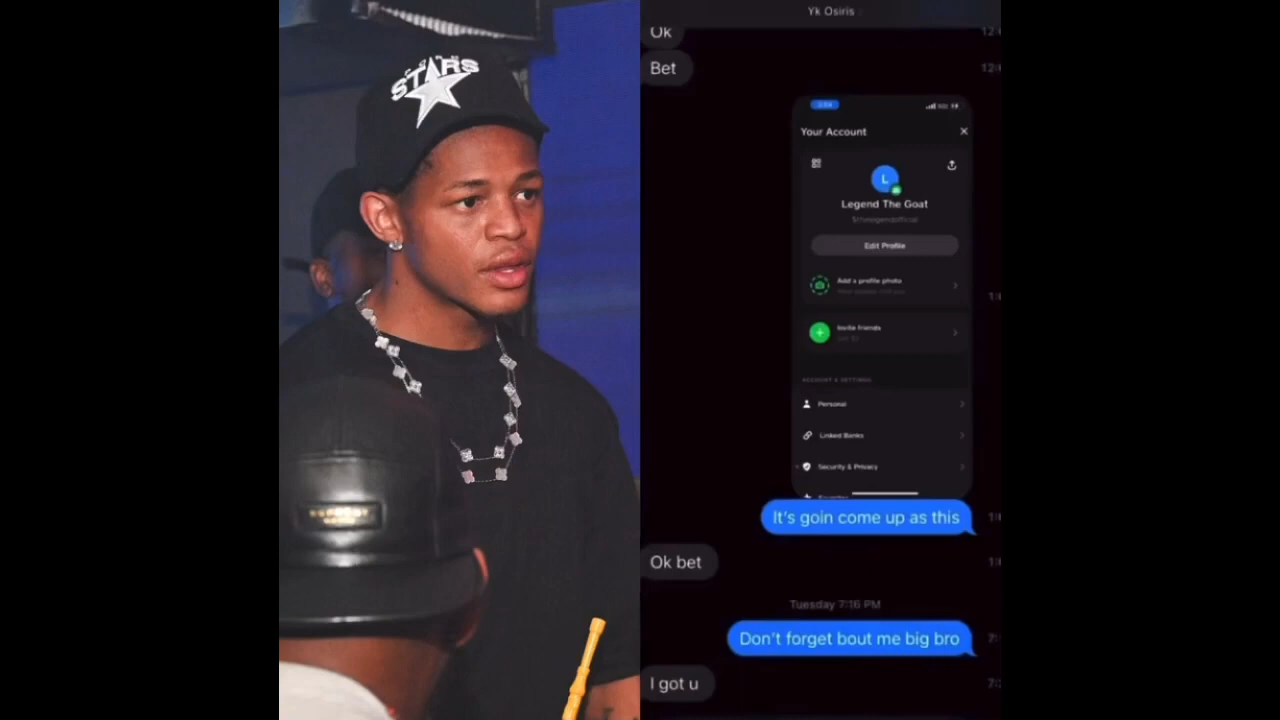 STARS
Yk Osiris
Ok
Bet
Your Account
L
Legend The Goat
Edit Profile
Add a profile photo
Invite friends
ACCOUNT & SETTINGS
Personal
Linked Banks
Security & Privacy
It's goin come up as this
Ok bet
Tuesday 7:16 PM
Don't forget bout me big bro
I got u